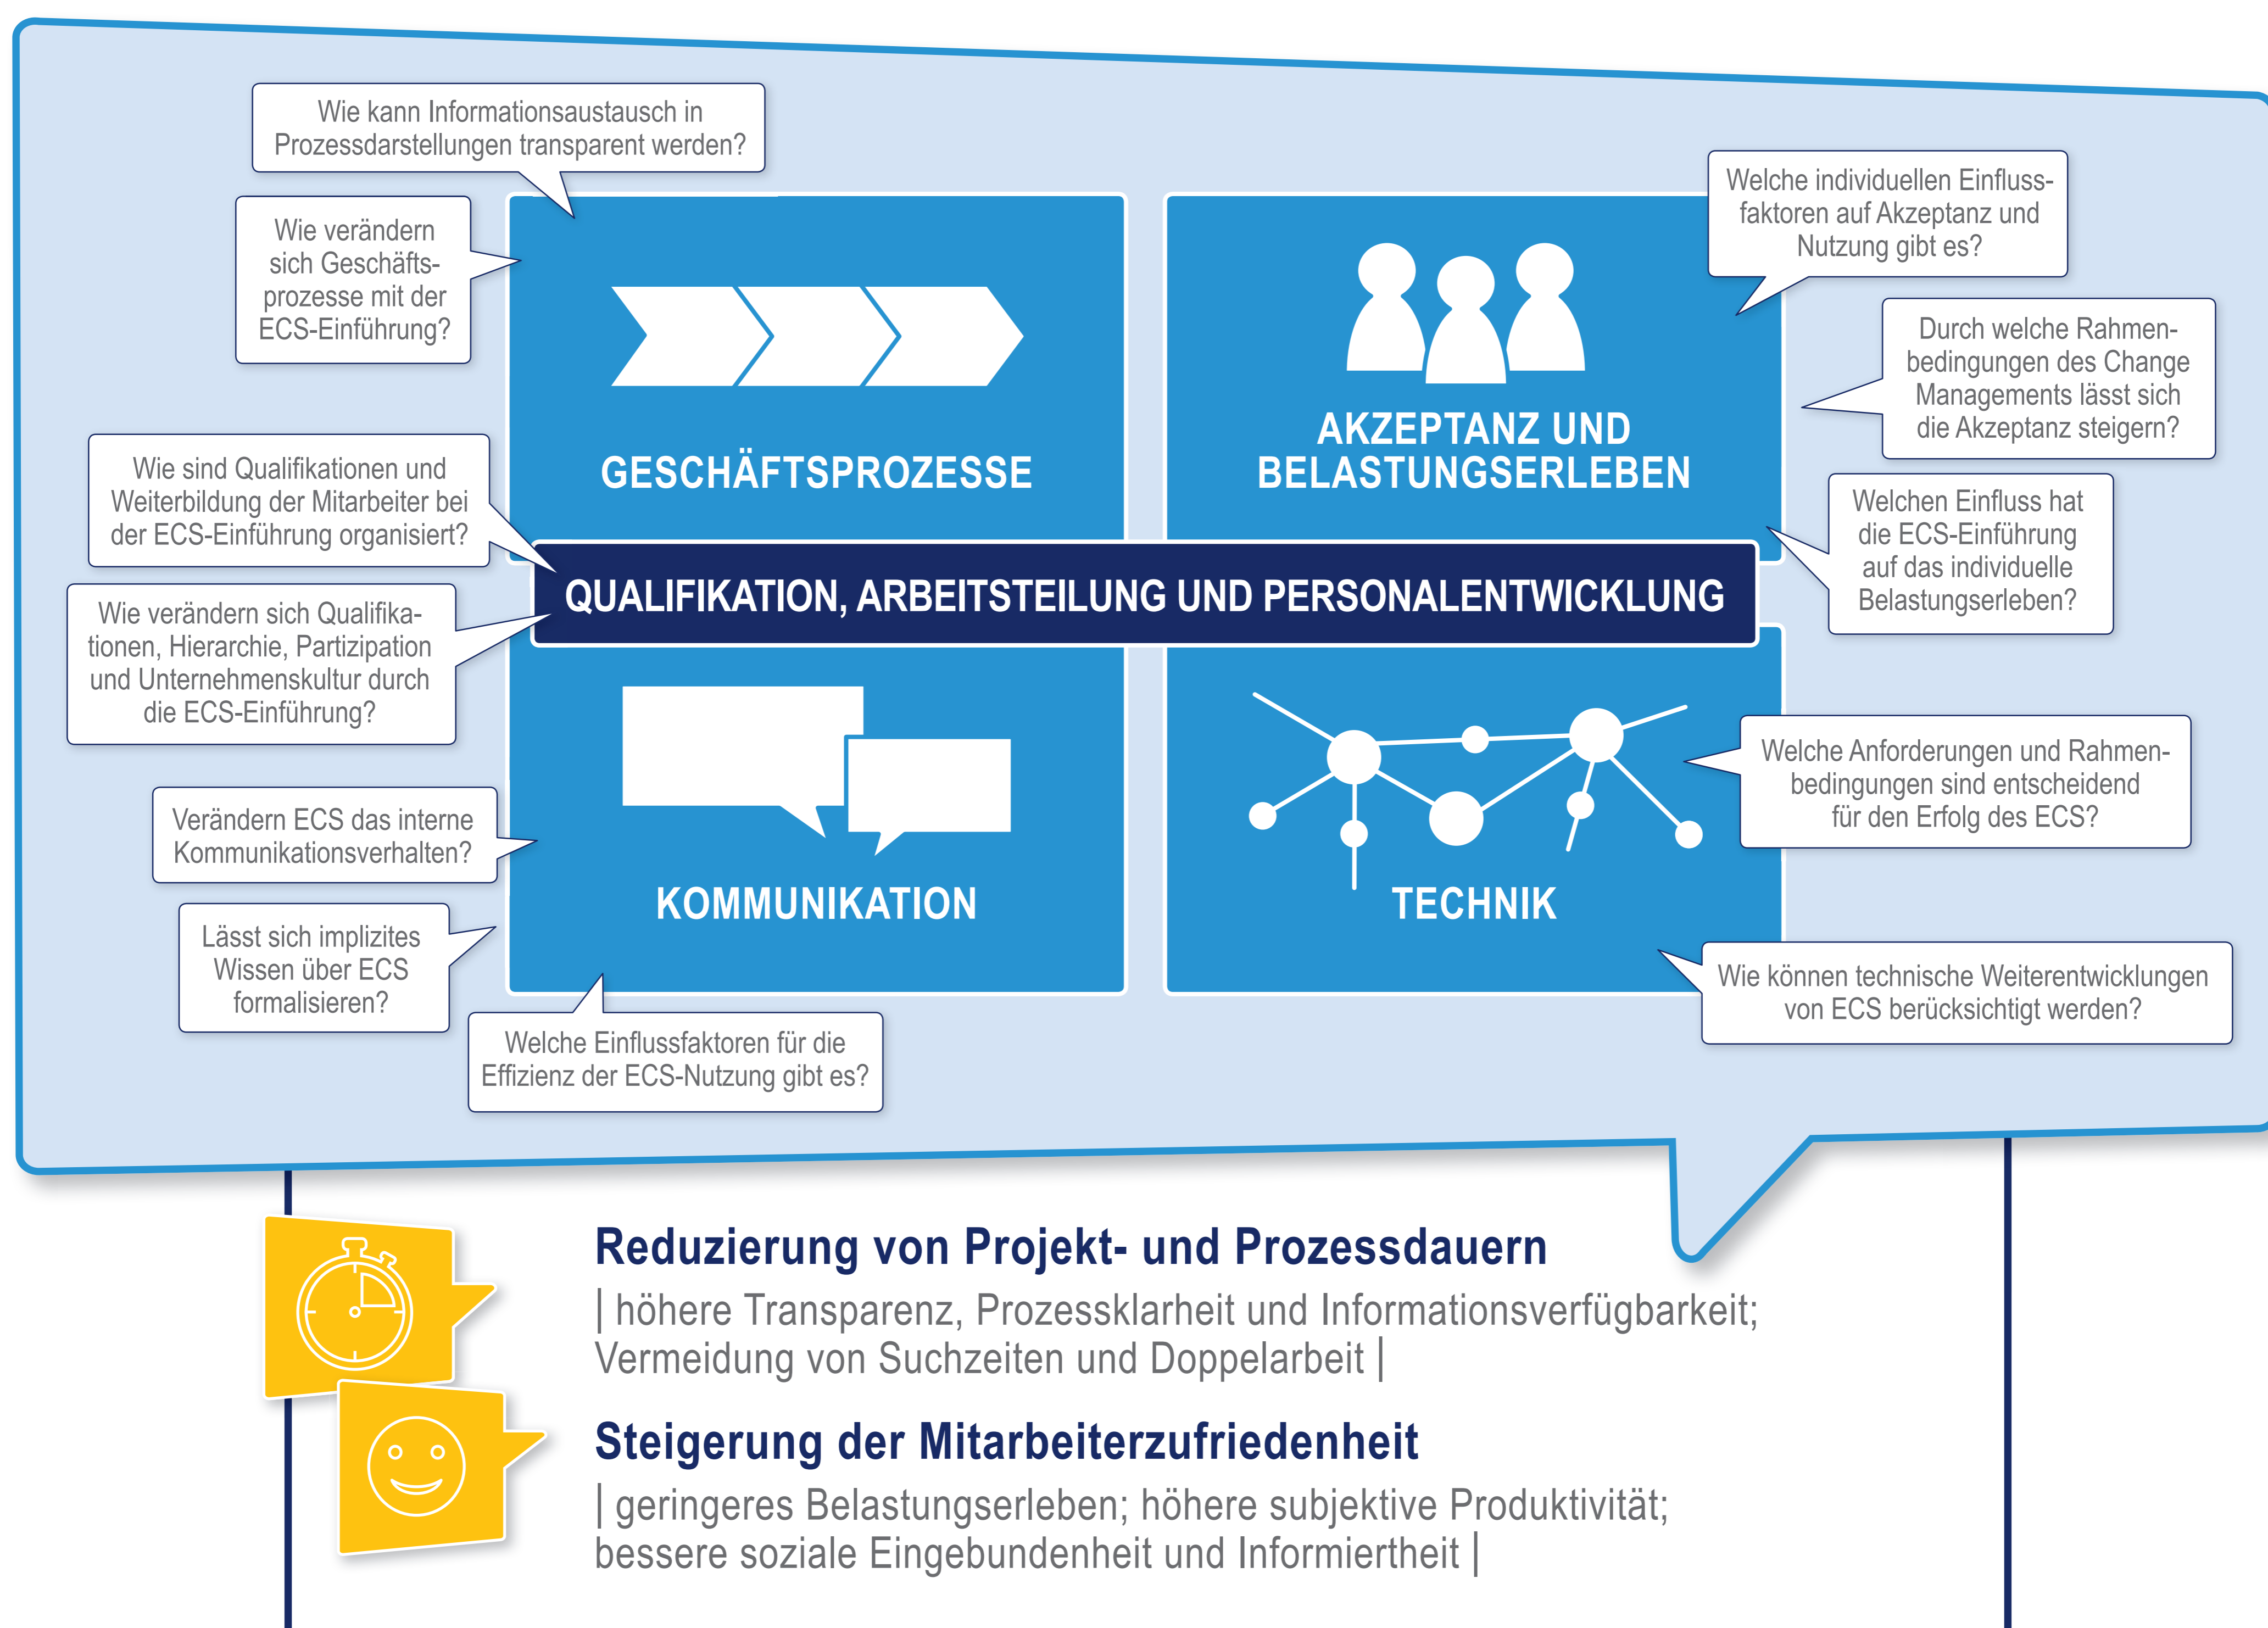 Wie kann Informationsaustausch in
Prozessdarstellungen transparent werden?
Wie verändern
sich Geschäfts-
prozesse mit der
ECS-Einführung?
GESCHÄFTSPROZESSE
Welche individuellen Einfluss-
faktoren auf Akzeptanz und
Nutzung gibt es?
Durch welche Rahmen-
bedingungen des Change
Managements lässt sich
die Akzeptanz steigern?
AKZEPTANZ UND
BELASTUNGSERLEBEN
Welchen Einfluss hat
die ECS-Einführung
auf das individuelle
Belastungserleben?
Wie sind Qualifikationen und
Weiterbildung der Mitarbeiter bei
der ECS-Einführung organisiert?
QUALIFIKATION, ARBEITSTEILUNG UND PERSONALENTWICKLUNG
Wie verändern sich Qualifika-
tionen, Hierarchie, Partizipation
und Unternehmenskultur durch
die ECS-Einführung?
Verändern ECS das interne
Kommunikationsverhalten?
KOMMUNIKATION
Lässt sich implizites
Wissen über ECS
formalisieren?
Welche Einflussfaktoren für die
Effizienz der ECS-Nutzung gibt es?
Welche Anforderungen und Rahmen-
bedingungen sind entscheidend
für den Erfolg des ECS?
TECHNIK
Wie können technische Weiterentwicklungen
von ECS berücksichtigt werden?
Reduzierung von Projekt- und Prozessdauern
| höhere Transparenz, Prozessklarheit und Informationsverfügbarkeit;
Vermeidung von Suchzeiten und Doppelarbeit |
Steigerung der Mitarbeiterzufriedenheit
| geringeres Belastungserleben; höhere subjektive Produktivität;
bessere soziale Eingebundenheit und Informiertheit |